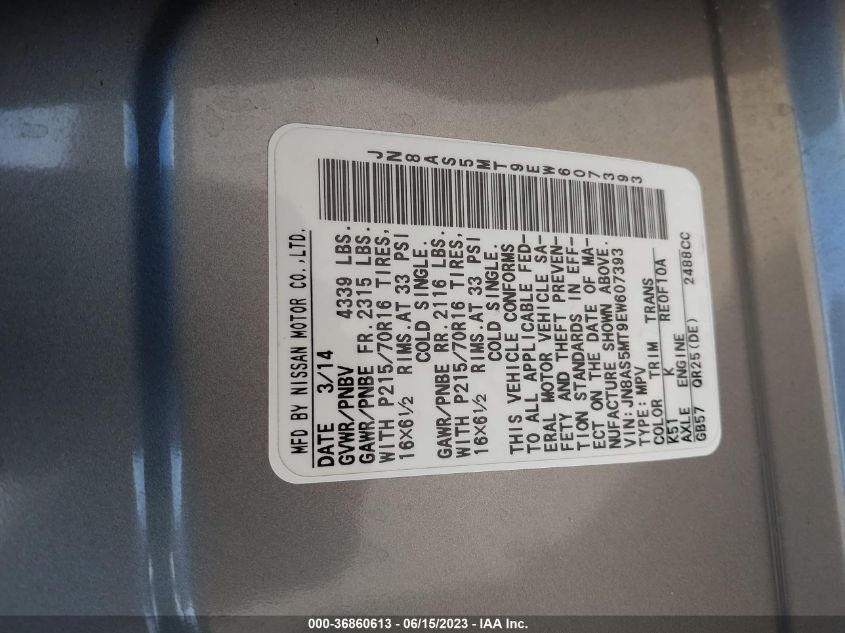 JN8AS5MT9EW607393
MFD BY NISSAN MOTOR CO.,LTD.
DATE 3/14
GVWR/PNBV 4339 LBS.
GAWR/PNBE FR.2315 LBS.
WITH P215/70R16 TIRES,
16X6½ RIMS.AT 33 PSI
COLD SINGLE.
GAWR/PNBE RR.2116 LBS.
WITH P215/70R16 TIRES,
16X6½ RIMS.AT 33 PSI
COLD SINGLE.
THIS VEHICLE CONFORMS
TO ALL APPLICABLE FED-
ERAL MOTOR VEHICLE SA-
FETY AND THEFT PREVEN-
TION STANDARDS IN EFF-
ECT ON THE DATE OF MA-
NUFACTURE SHOWN ABOVE.
VIN:JN8AS5MT9EW607393
TYPE:MPV
COLOR TRIM TRANS
K51 K RE0F10A
AXLE ENGINE
GB57 QR25(DE) 2488CC
000-36860613 - 06/15/2023 - IAA Inc.